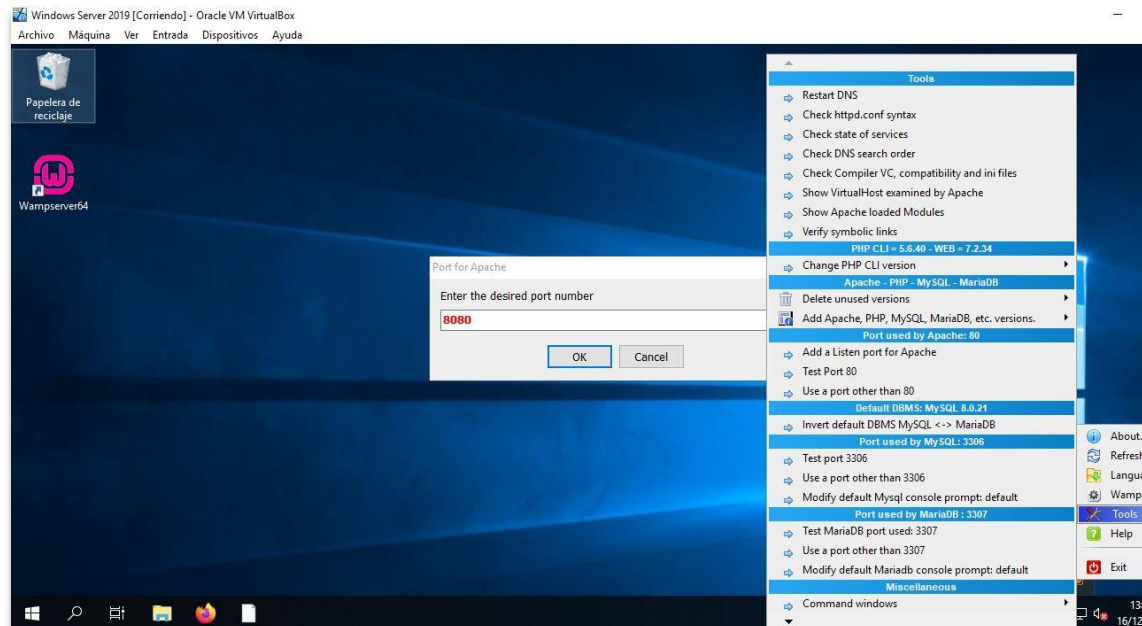 Windows Server 2019 [Corriendo] - Oracle VM VirtualBox
Archivo Máquina Ver Entrada Dispositivos Ayuda
Papelera de
reciclaje
Wampserver64
Port for Apache
Enter the desired port number
8080
OK Cancel
Tools
Restart DNS
Check httpd.conf syntax
Check state of services
Check DNS search order
Check Compiler VC, compatibility and ini files
Show VirtualHost examined by Apache
Show Apache loaded Modules
Verify symbolic links
PHP CLI = 5.6.40 - WEB = 7.2.34
Change PHP CLI version
Apache - PHP - MySQL - MariaDB
Delete unused versions
Add Apache, PHP, MySQL, MariaDB, etc. versions.
Port used by Apache: 80
Add a Listen port for Apache
Test Port 80
Use a port other than 80
Default DBMS: MySQL 8.0.21
Invert default DBMS MySQL <-> MariaDB
Port used by MySQL: 3306
Test port 3306
Use a port other than 3306
Modify default Mysql console prompt: default
Port used by MariaDB : 3307
Test MariaDB port used: 3307
Use a port other than 3307
Modify default Mariadb console prompt: default
Miscellaneous
Command windows
About.
Refresh
Langua
Wamp
Tools
Help
Exit
13:
16/12